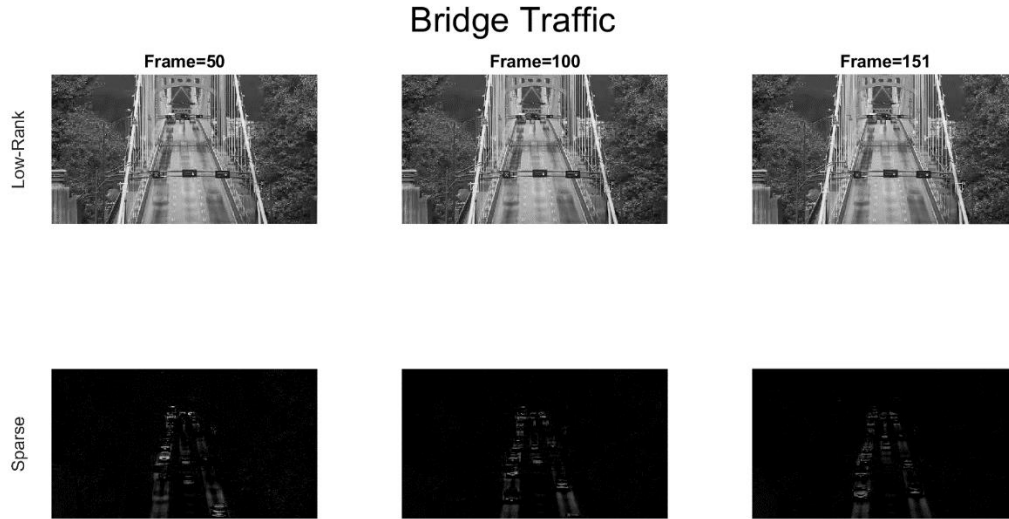 Bridge Traffic
Frame=50
Frame=100
Frame=151
Low-Rank
Sparse